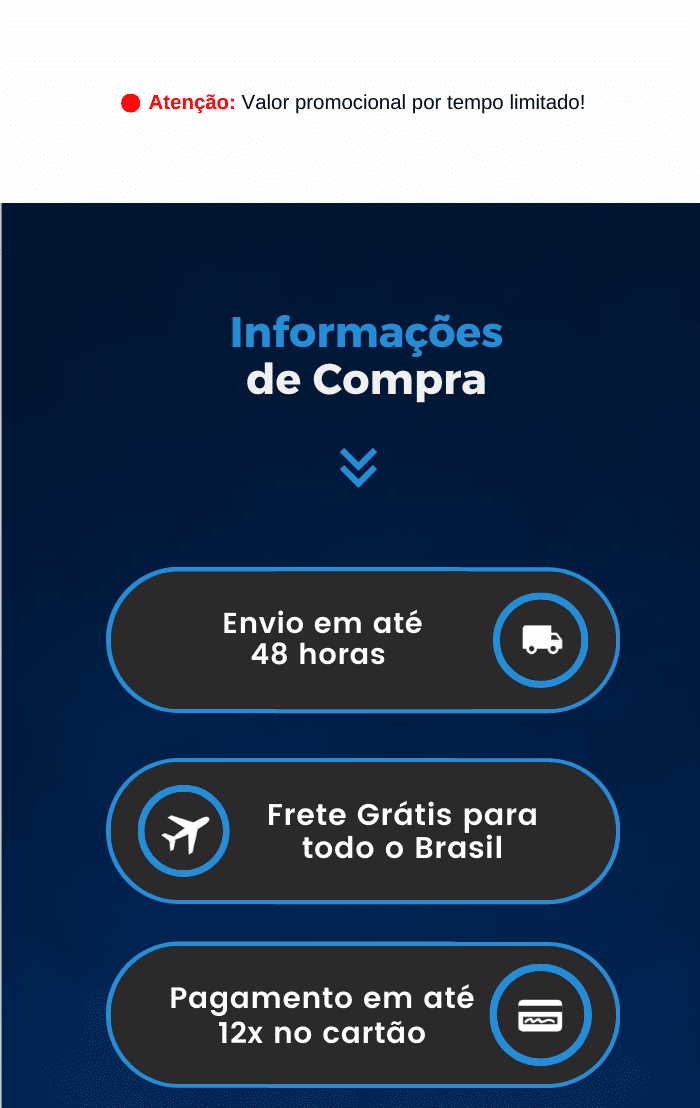 Atenção: Valor promocional por tempo limitado!
Informações
de Compra
Envio em até
48 horas
Frete Grátis para
todo o Brasil
Pagamento em até
12x no cartão